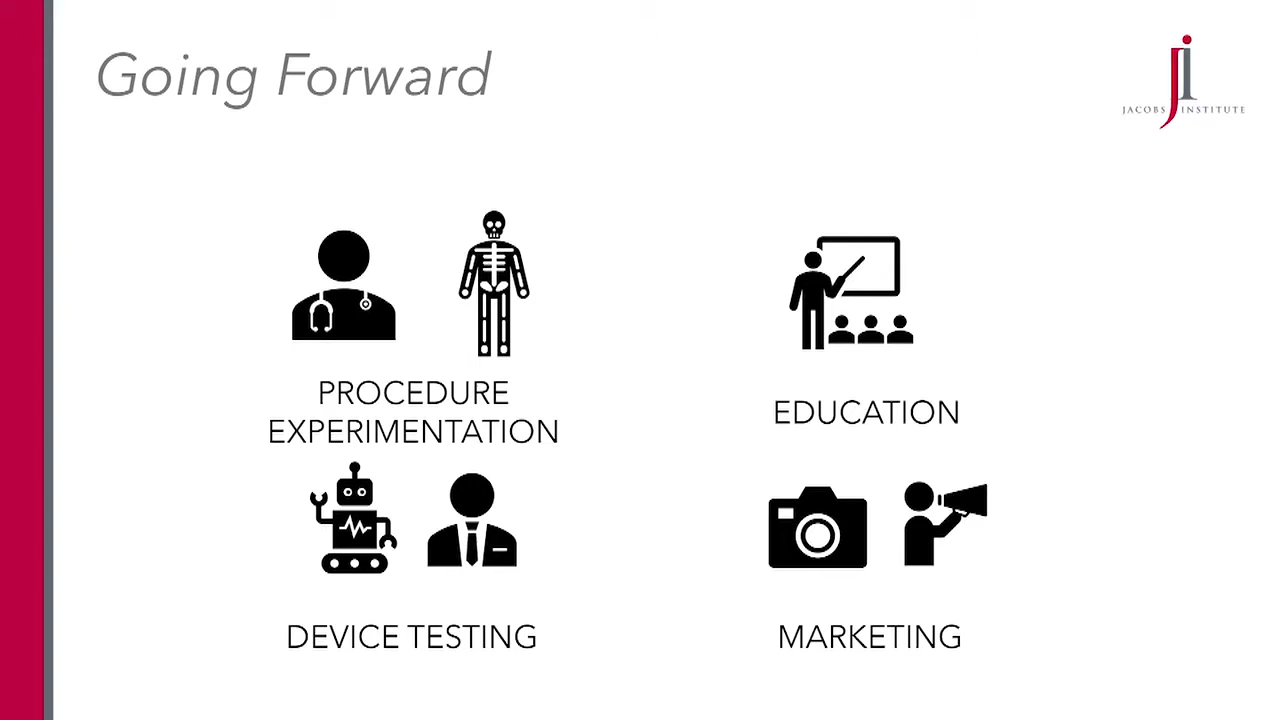 Going Forward
JACOBS INSTITUTE
PROCEDURE
EXPERIMENTATION
EDUCATION
DEVICE TESTING
MARKETING